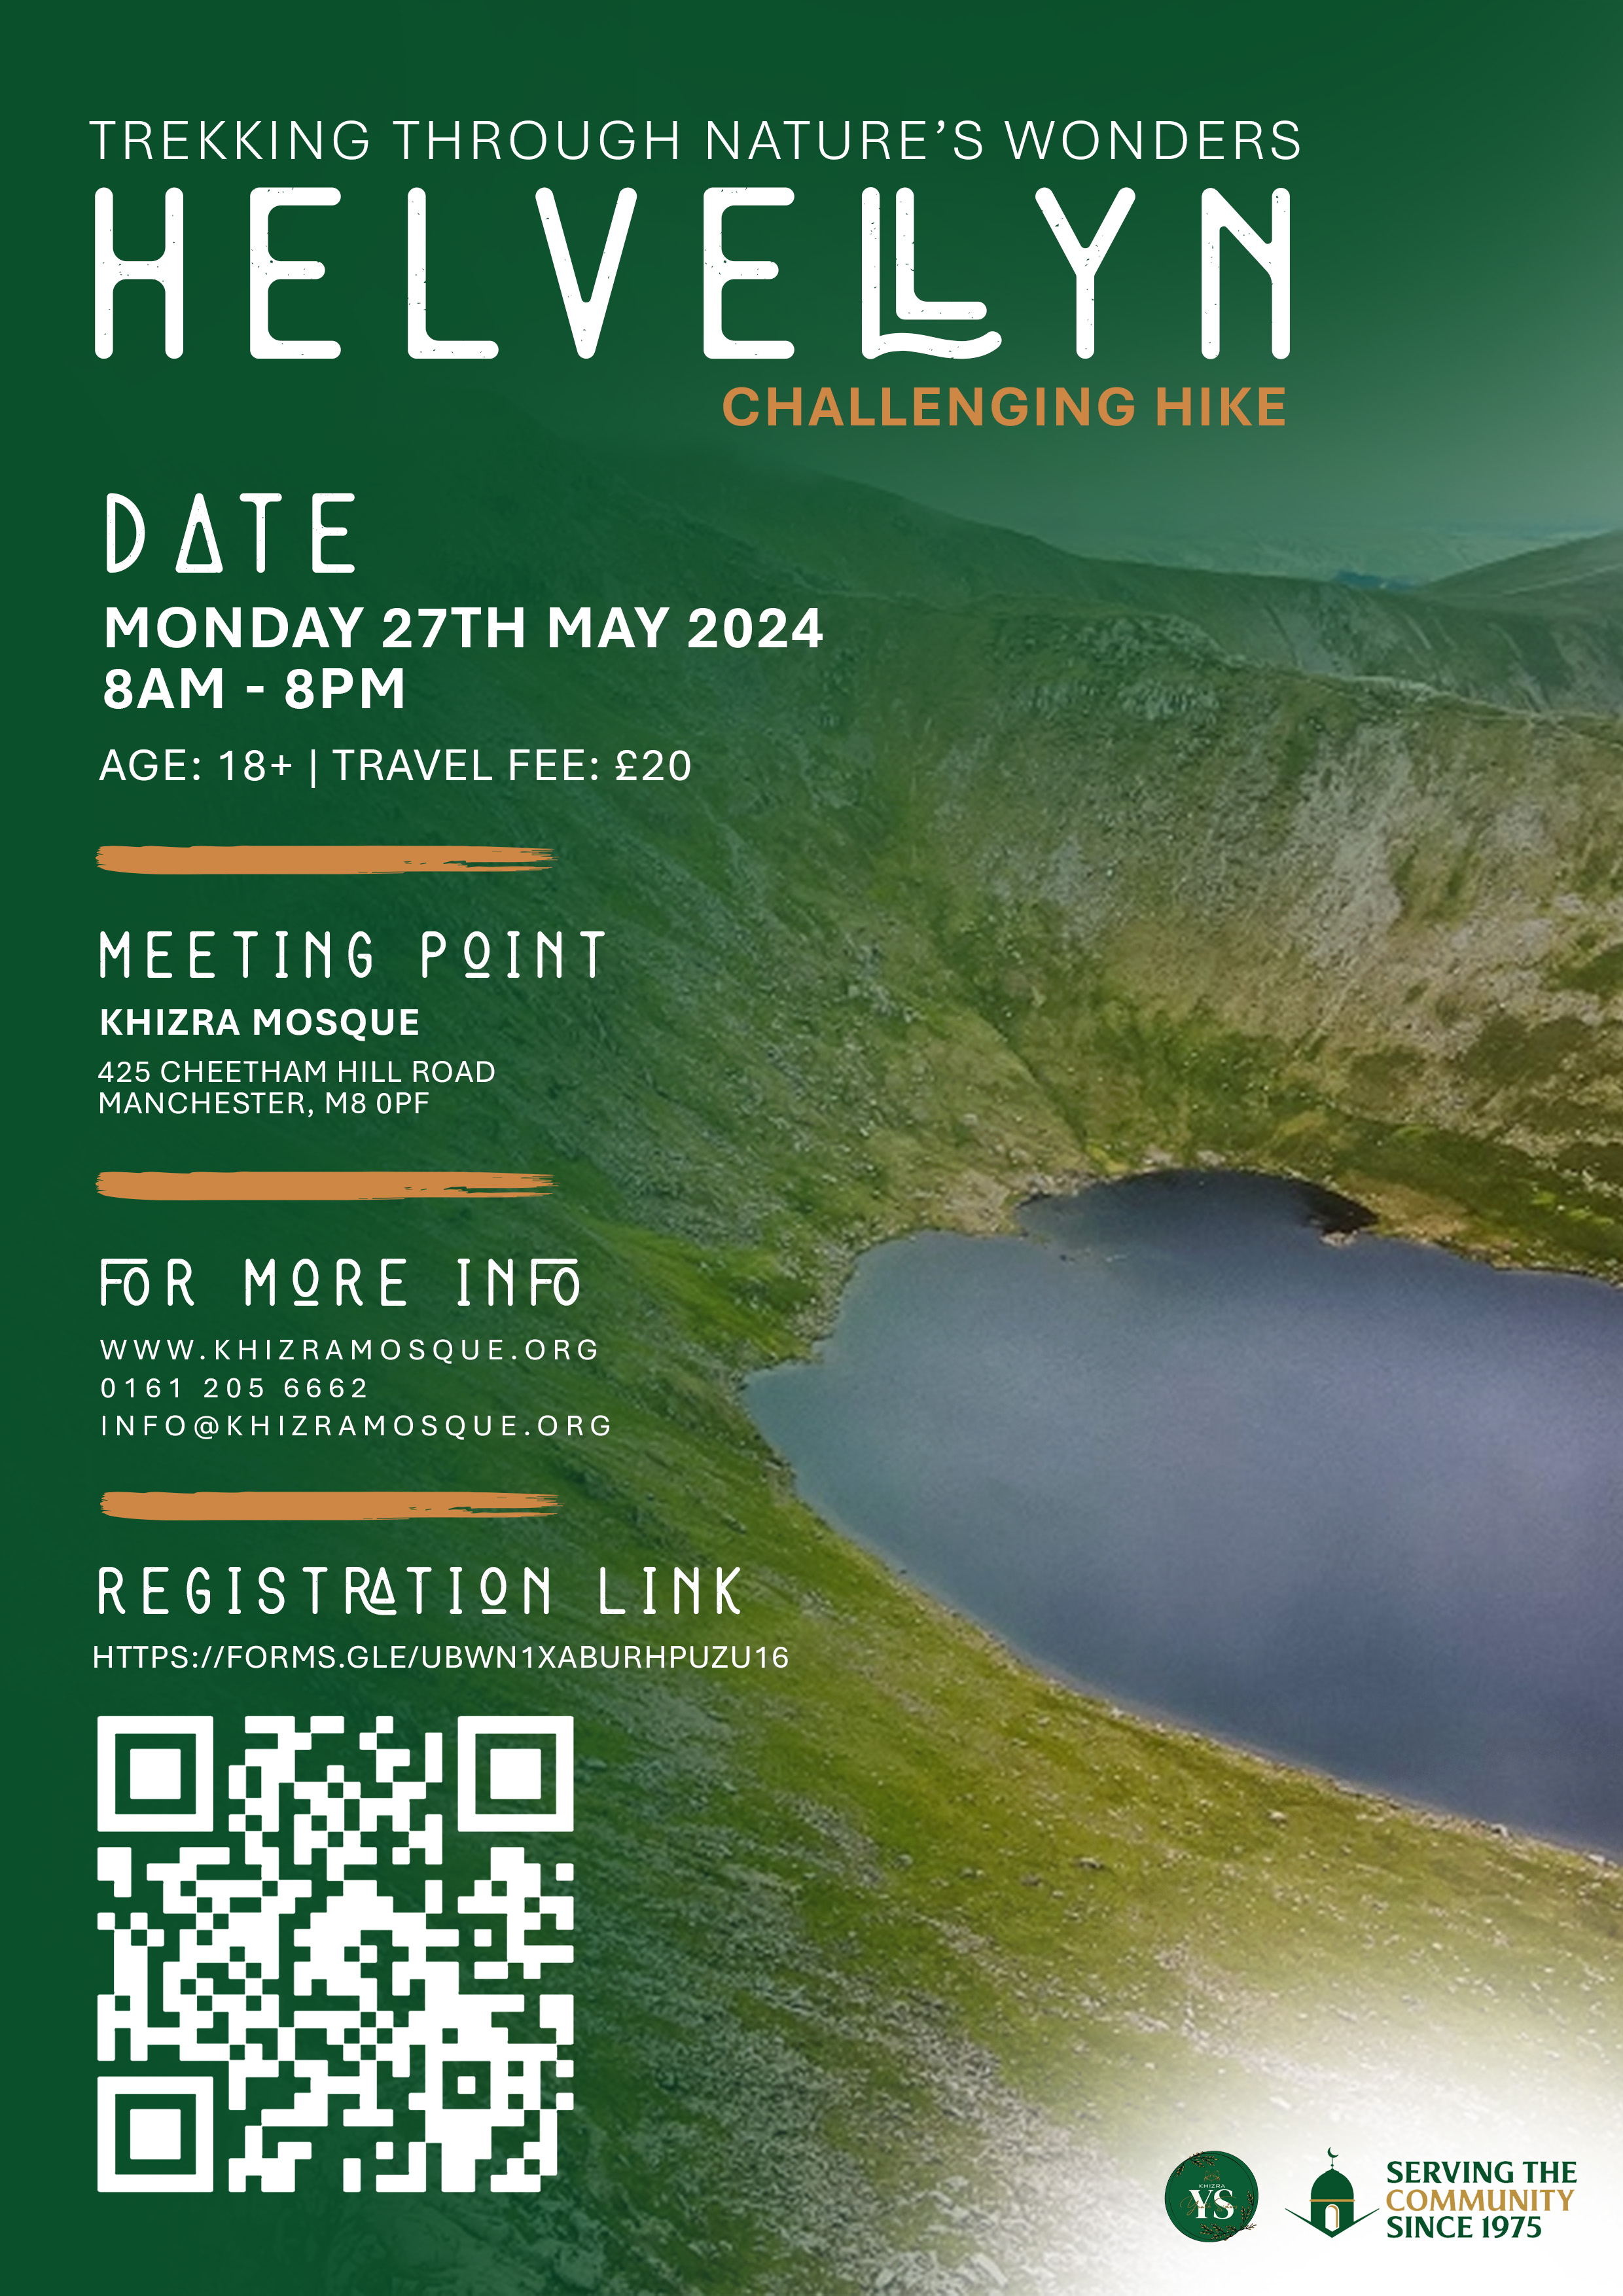 TREKKING THROUGH NATURE'S WONDERS
HELVELLYN
CHALLENGING HIKE
DATE
MONDAY 27TH MAY 2024
8AM - 8PM
AGE: 18+ | TRAVEL FEE: £20
MEETING POINT
KHIZRA MOSQUE
425 CHEETHAM HILL ROAD
MANCHESTER, M8 0PF
FOR MORE INFO
WWW.KHIZRAMOSQUE.ORG
0161 205 6662
INFO@KHIZRAMOSQUE.ORG
REGISTRATION LINK
HTTPS://FORMS.GLE/UBWN1XABURHPUZU16
KHIZRA
YS
SERVING THE
COMMUNITY
SINCE 1975